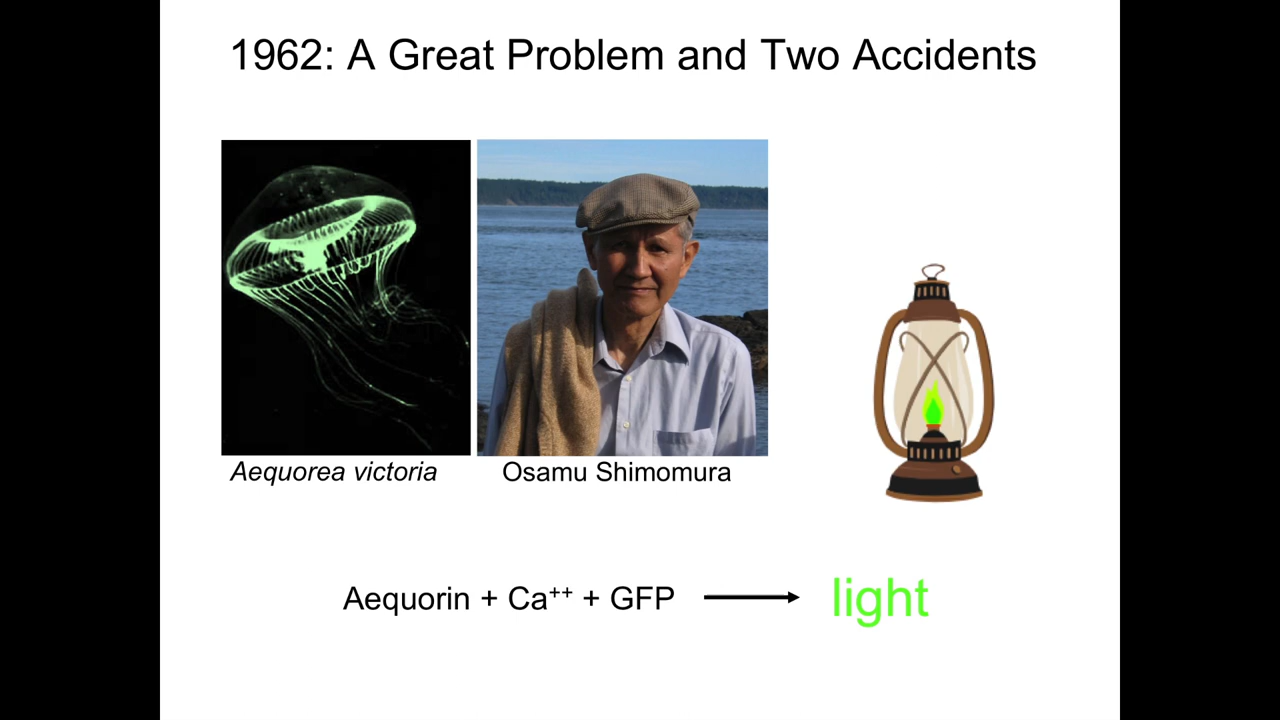 1962: A Great Problem and Two Accidents
Aequorea victoria
Osamu Shimomura
Aequorin + Ca⁺⁺ + GFP
light